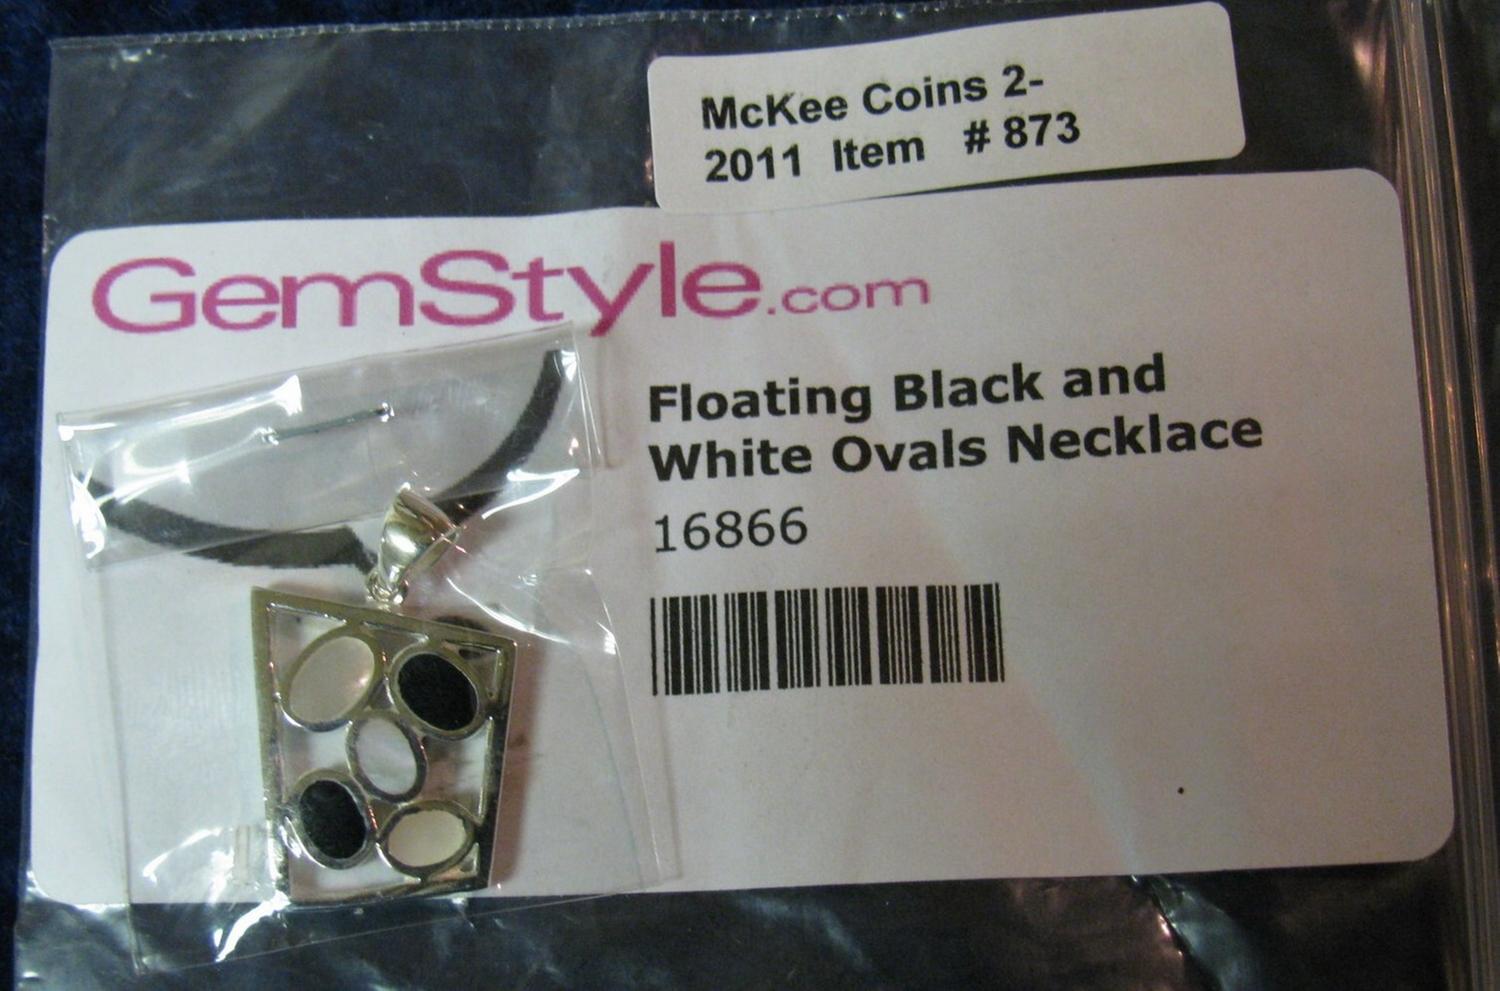 McKee Coins 2-
2011 Item # 873
GemStyle.com
Floating Black and
White Ovals Necklace
16866